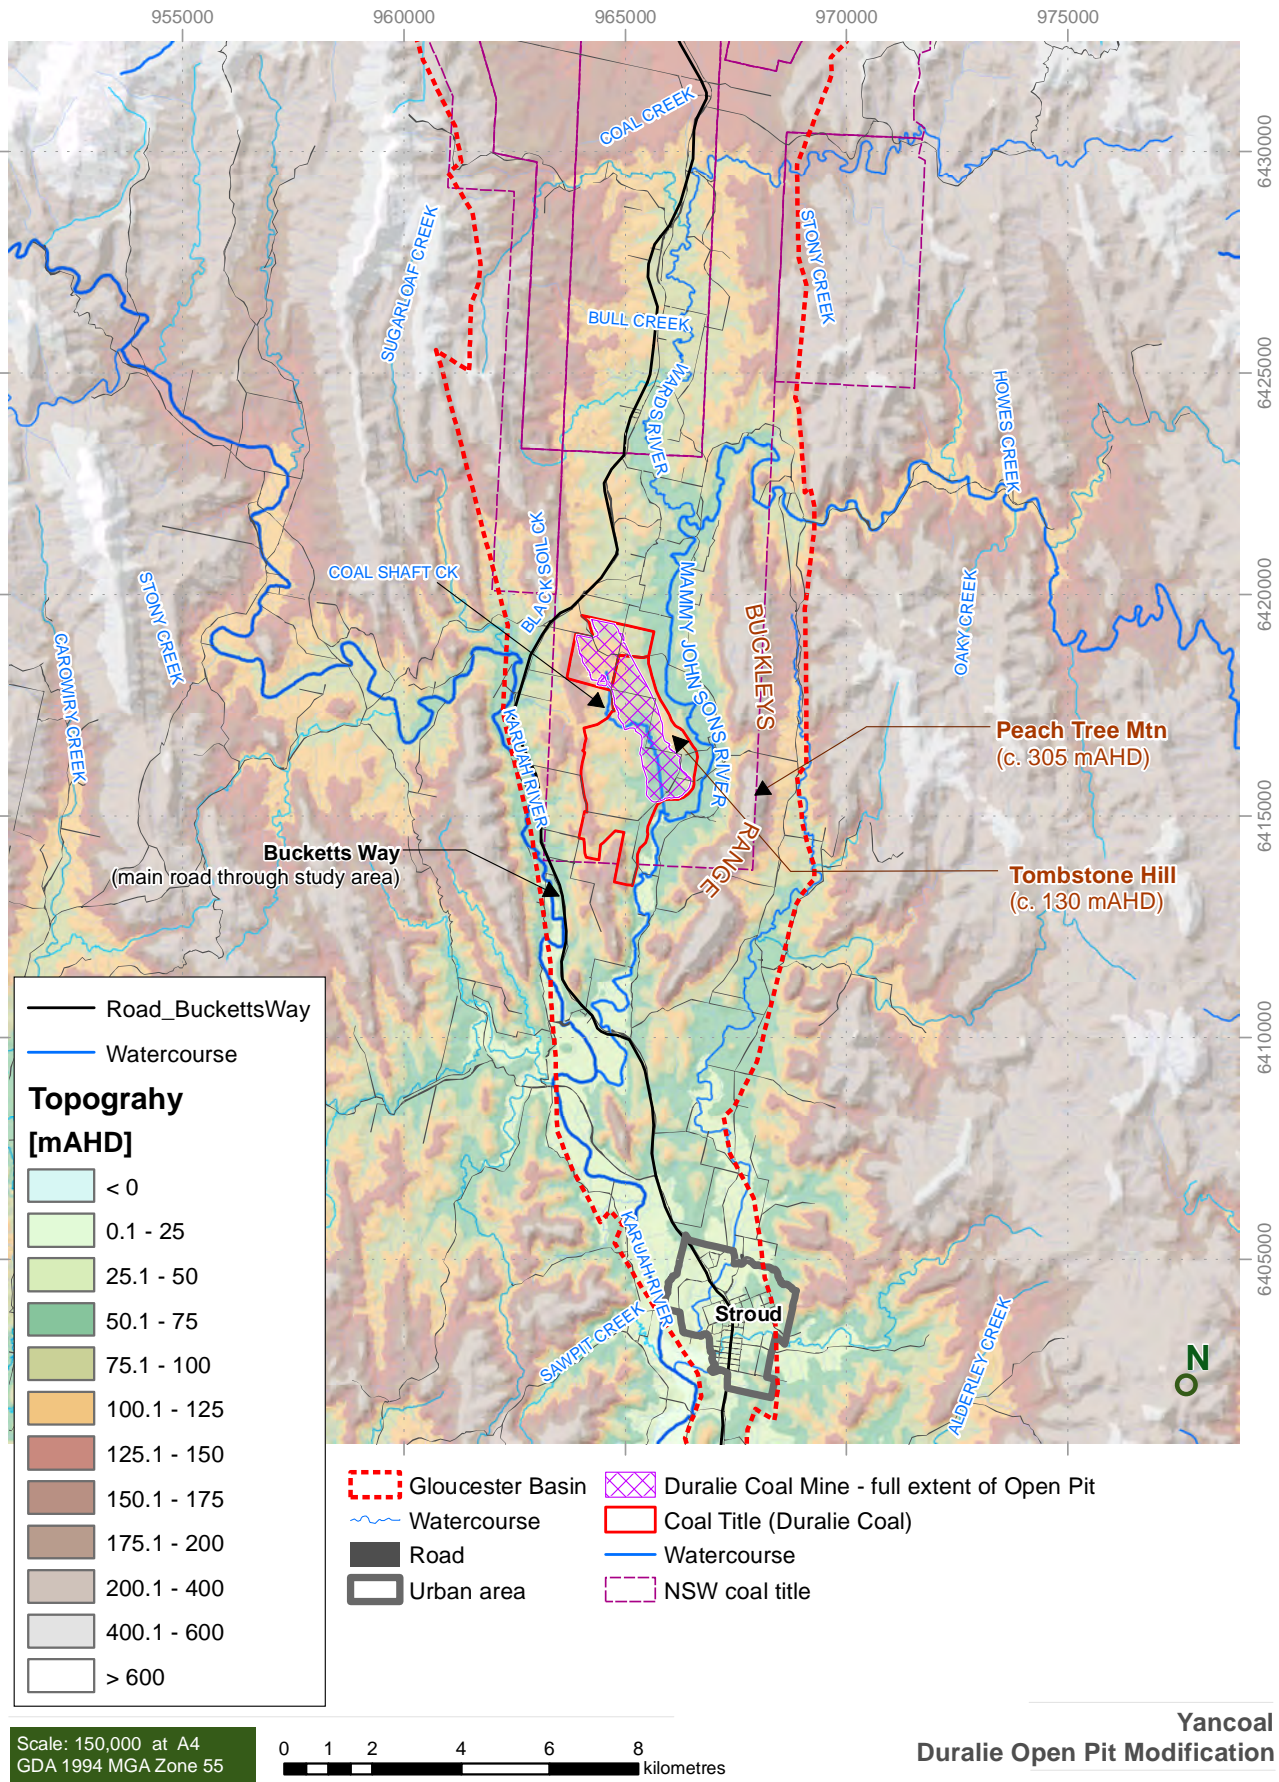 955000
960000
965000
970000
975000
COAL CREEK
6430000
SUGARLOAF CREEK
STONY CREEK
BULL CREEK
6425000
WARDS RIVER
HOWES CREEK
BLACK SOIL CK
COAL SHAFT CK
STONY CREEK
MAMMY JOHNSONS RIVER
6420000
OAKY CREEK
CAROWIRY CREEK
BUCKLEYS
RANGE
Peach Tree Mtn
(c. 305 mAHD)
KARUAH RIVER
6415000
Bucketts Way
(main road through study area)
Tombstone Hill
(c. 130 mAHD)
6410000
KARUAH RIVER
6405000
Stroud
SAWPIT CREEK
ALDERLEY CREEK
N
Road_BuckettsWay
Watercourse
Topograhy
[mAHD]
< 0
0.1 - 25
25.1 - 50
50.1 - 75
75.1 - 100
100.1 - 125
125.1 - 150
150.1 - 175
175.1 - 200
200.1 - 400
400.1 - 600
> 600
Gloucester Basin
Watercourse
Road
Urban area
Duralie Coal Mine - full extent of Open Pit
Coal Title (Duralie Coal)
Watercourse
NSW coal title
Scale: 150,000 at A4
GDA 1994 MGA Zone 55
0 1 2 4 6 8
kilometres
Yancoal
Duralie Open Pit Modification